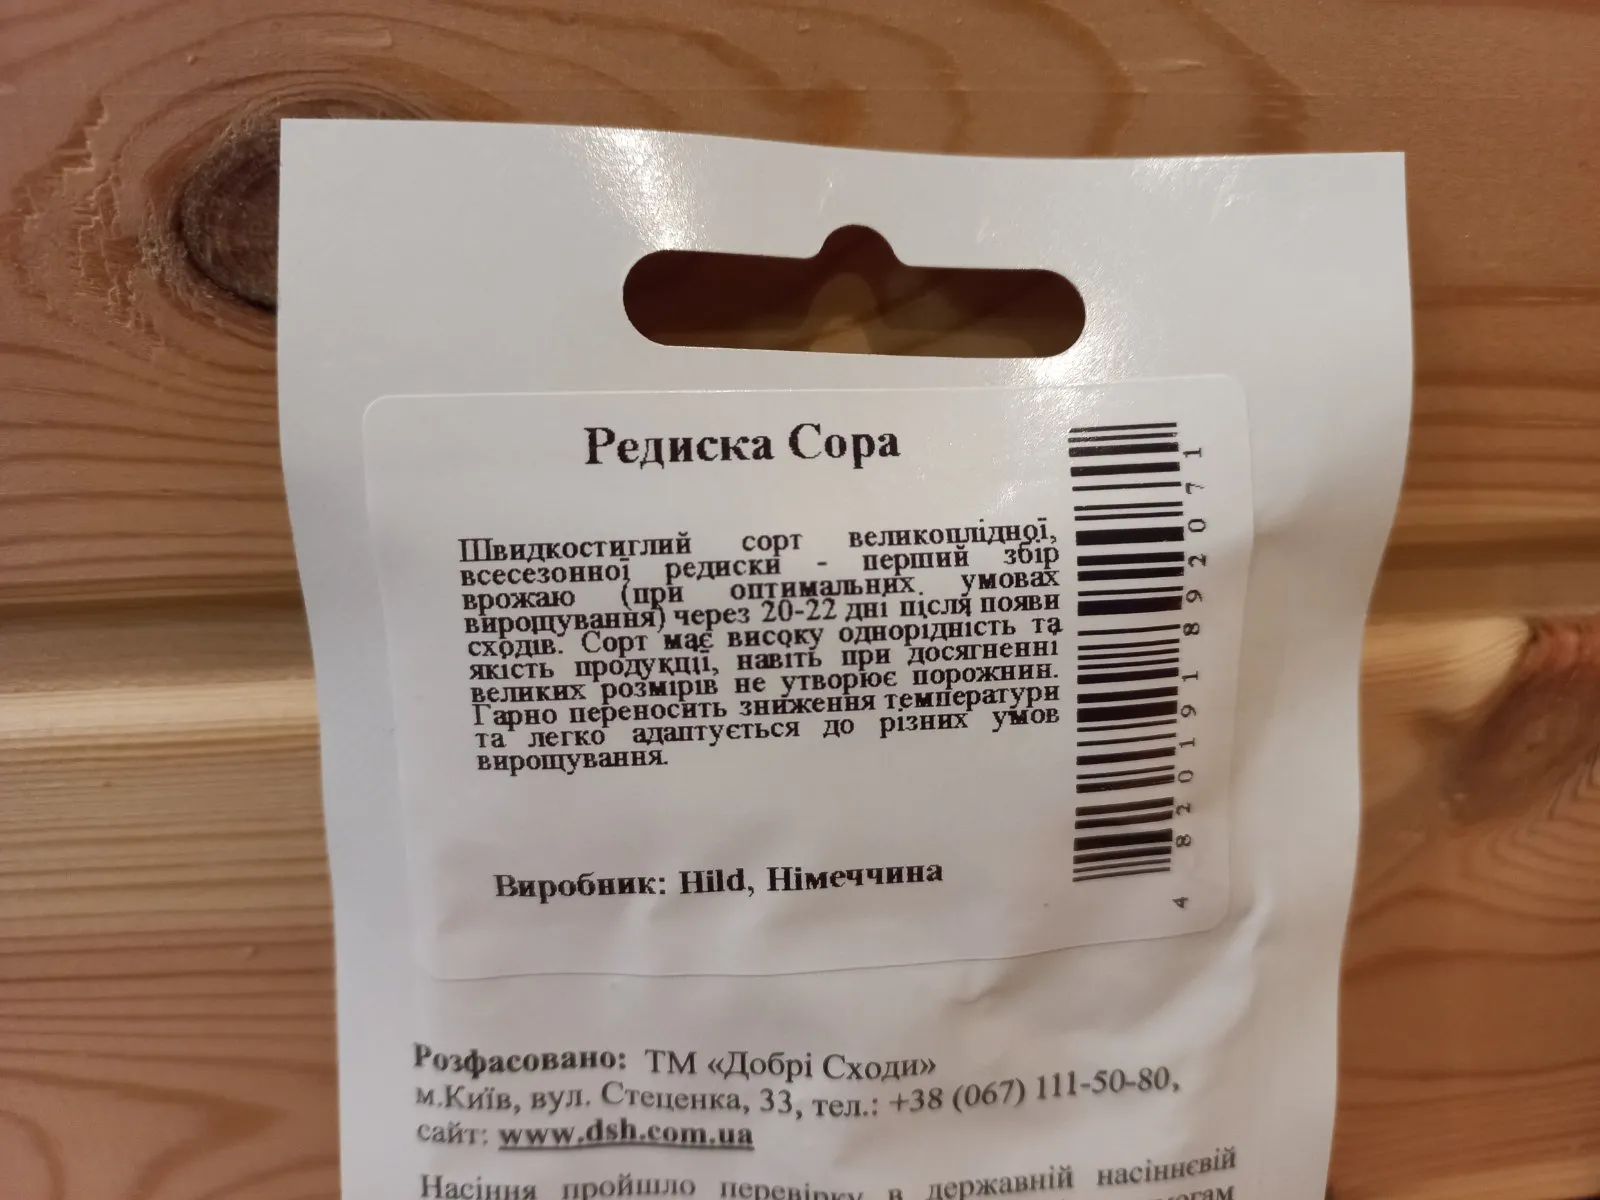 Редиска Сора
Швидкостиглий сорт великоплідної,
всесезонної редиски - перший збір
врожаю (при оптимальних умовах
вирощування) через 20-22 дні після появи
сходів. Сорт має високу однорідність та
якість продукції, навіть при досягненні
великих розмірів не утворює порожнин.
Гарно переносить зниження температури
та легко адаптується до різних умов
вирощування.
Виробник: Hild, Німеччина
4 820191 892071
Розфасовано: ТМ «Добрі Сходи»
м.Київ, вул. Стеценка, 33, тел.: +38 (067) 111-50-80,
сайт: www.dsh.com.ua
Насіння пройшло перевірку в державній насіннєвій